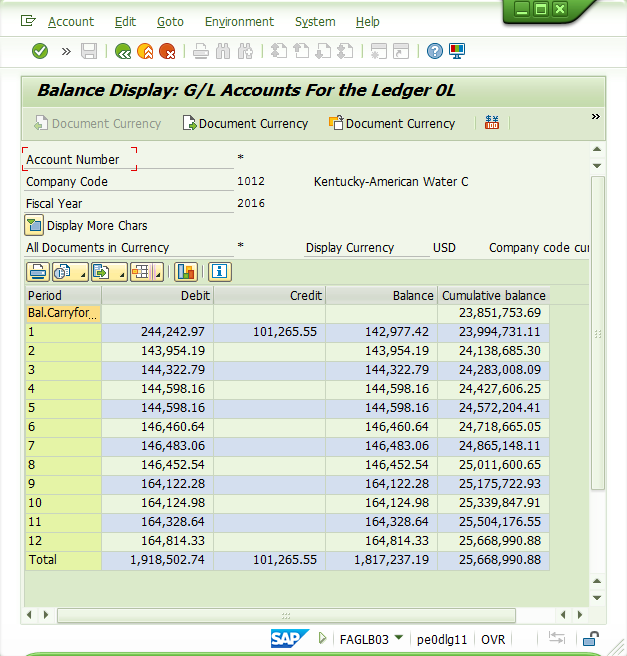 Account Edit Goto Environment System Help
Balance Display: G/L Accounts For the Ledger 0L
Document Currency Document Currency Document Currency
Account Number *
Company Code 1012 Kentucky-American Water C
Fiscal Year 2016
Display More Chars
All Documents in Currency * Display Currency USD Company code cur
Period Debit Credit Balance Cumulative balance
Bal.Carryfor... 23,851,753.69
1 244,242.97 101,265.55 142,977.42 23,994,731.11
2 143,954.19 143,954.19 24,138,685.30
3 144,322.79 144,322.79 24,283,008.09
4 144,598.16 144,598.16 24,427,606.25
5 144,598.16 144,598.16 24,572,204.41
6 146,460.64 146,460.64 24,718,665.05
7 146,483.06 146,483.06 24,865,148.11
8 146,452.54 146,452.54 25,011,600.65
9 164,122.28 164,122.28 25,175,722.93
10 164,124.98 164,124.98 25,339,847.91
11 164,328.64 164,328.64 25,504,176.55
12 164,814.33 164,814.33 25,668,990.88
Total 1,918,502.74 101,265.55 1,817,237.19 25,668,990.88
SAP FAGLB03 pe0dlg11 OVR